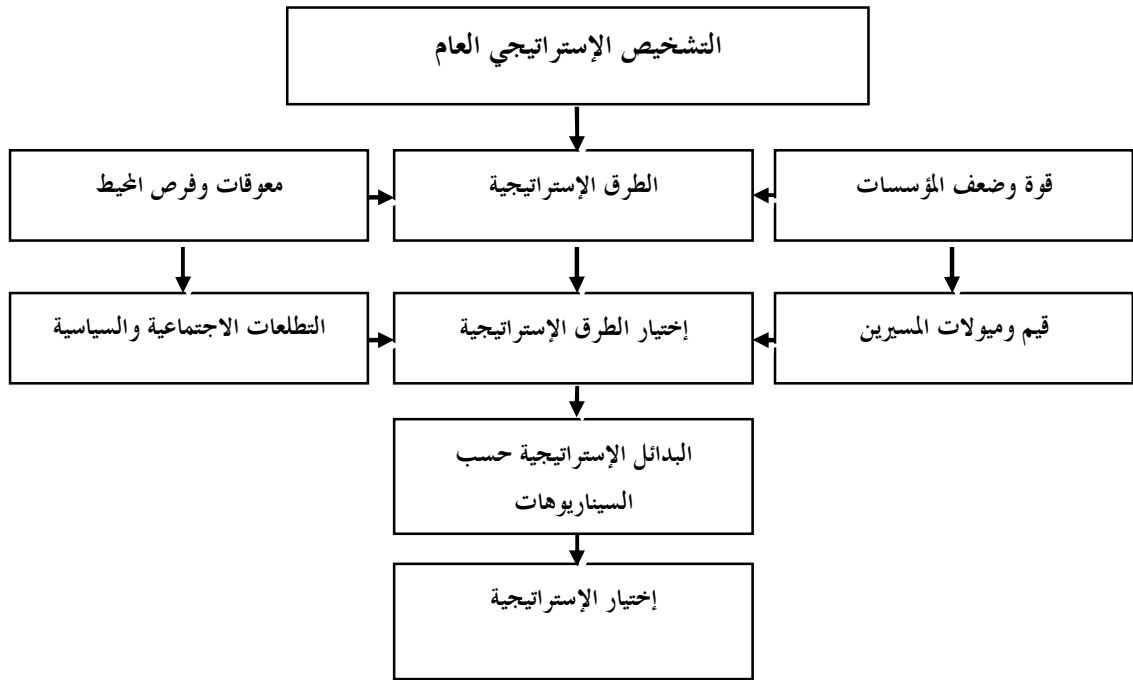 التشخيص الإستراتيجي العام
قوة وضعف المؤسسات
الطرق الإستراتيجية
معوقات وفرص المحيط
قيم وميولات المسيرين
إختيار الطرق الإستراتيجية
التطلعات الاجتماعية والسياسية
البدائل الإستراتيجية حسب
السيناريوهات
إختيار الإستراتيجية